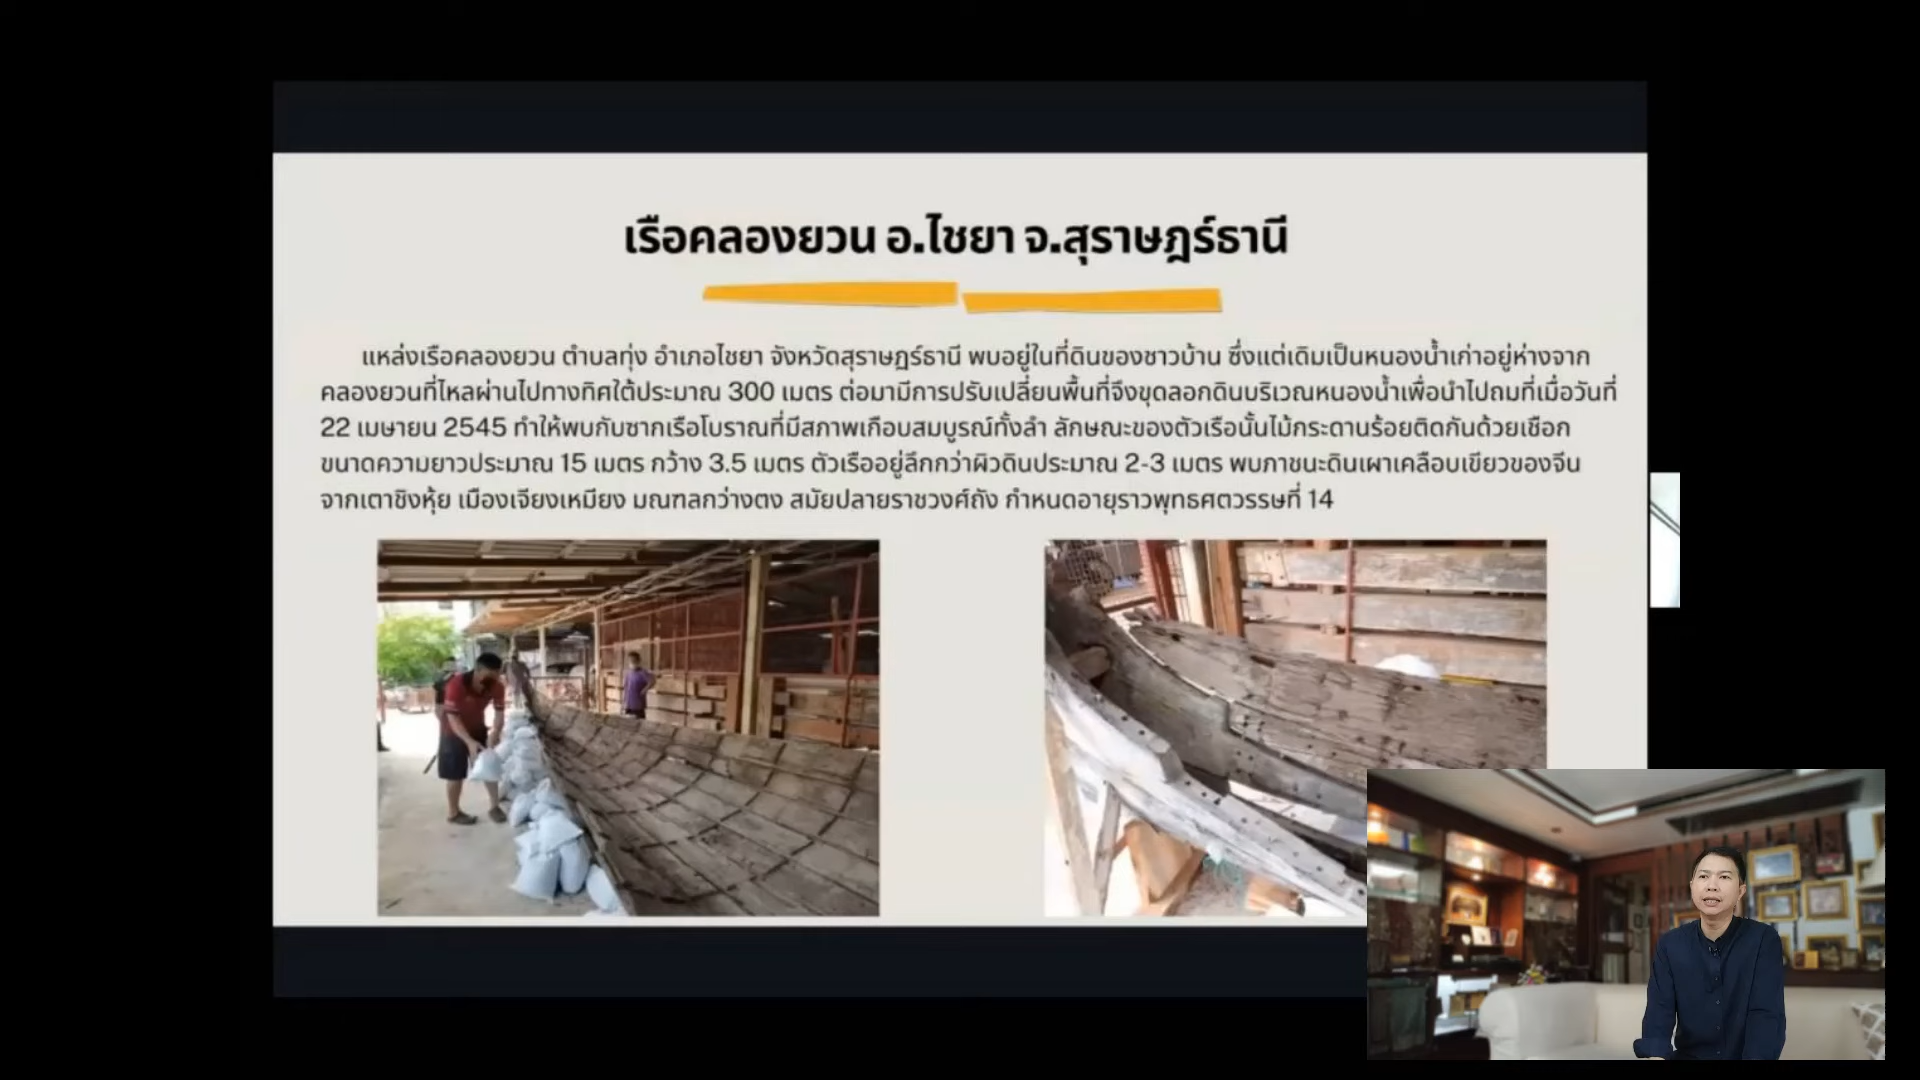 เรือคลองยวน อ.ไชยา จ.สุราษฎร์ธานี
แหล่งเรือคลองยวน ตำบลทุ่ง อำเภอไชยา จังหวัดสุราษฎร์ธานี พบอยู่ในที่ดินของชาวบ้าน ซึ่งแต่เดิมเป็นหนองน้ำเก่าอยู่ห่างจาก
คลองยวนที่ไหลผ่านไปทางทิศใต้ประมาณ 300 เมตร ต่อมามีการปรับเปลี่ยนพื้นที่จึงขุดลอกดินบริเวณหนองน้ำเพื่อนำไปถมที่เมื่อวันที่
22 เมษายน 2545 ทำให้พบกับซากเรือโบราณที่มีสภาพเกือบสมบูรณ์ทั้งลำ ลักษณะของตัวเรือนั้นไม้กระดานร้อยติดกันด้วยเชือก
ขนาดความยาวประมาณ 15 เมตร กว้าง 3.5 เมตร ตัวเรืออยู่ลึกกว่าผิวดินประมาณ 2-3 เมตร พบภาชนะดินเผาเคลือบเขียวของจีน
จากเตาชิงหุ้ย เมืองเจียงเหมียง มณฑลกว่างตง สมัยปลายราชวงศ์ถัง กำหนดอายุราวพุทธศตวรรษที่ 14